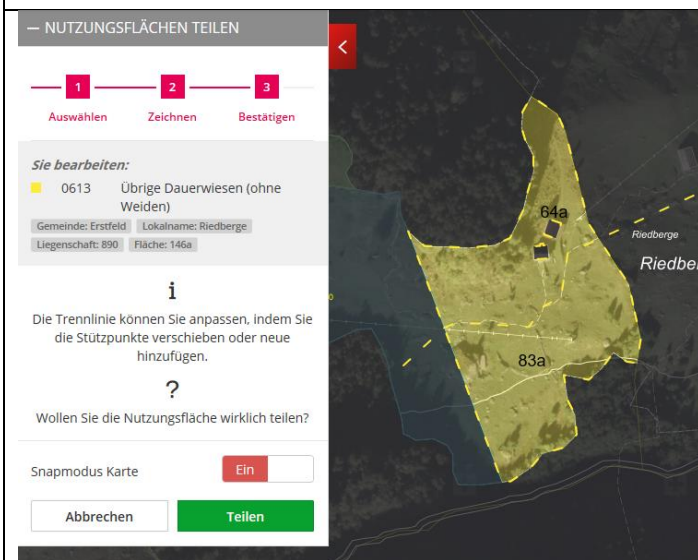 — NUTZUNGSFLÄCHEN TEILEN
1
2
3
Auswählen
Zeichnen
Bestätigen
Sie bearbeiten:
0613 Übrige Dauerwiesen (ohne
Weiden)
Gemeinde: Erstfeld Lokalname: Riedberge
Liegenschaft: 890 Fläche: 146a
i
Die Trennlinie können Sie anpassen, indem Sie
die Stützpunkte verschieben oder neue
hinzufügen.
?
Wollen Sie die Nutzungsfläche wirklich teilen?
Snapmodus Karte Ein
Abbrechen Teilen
<
64a
Riedberge
Riedbe
83a